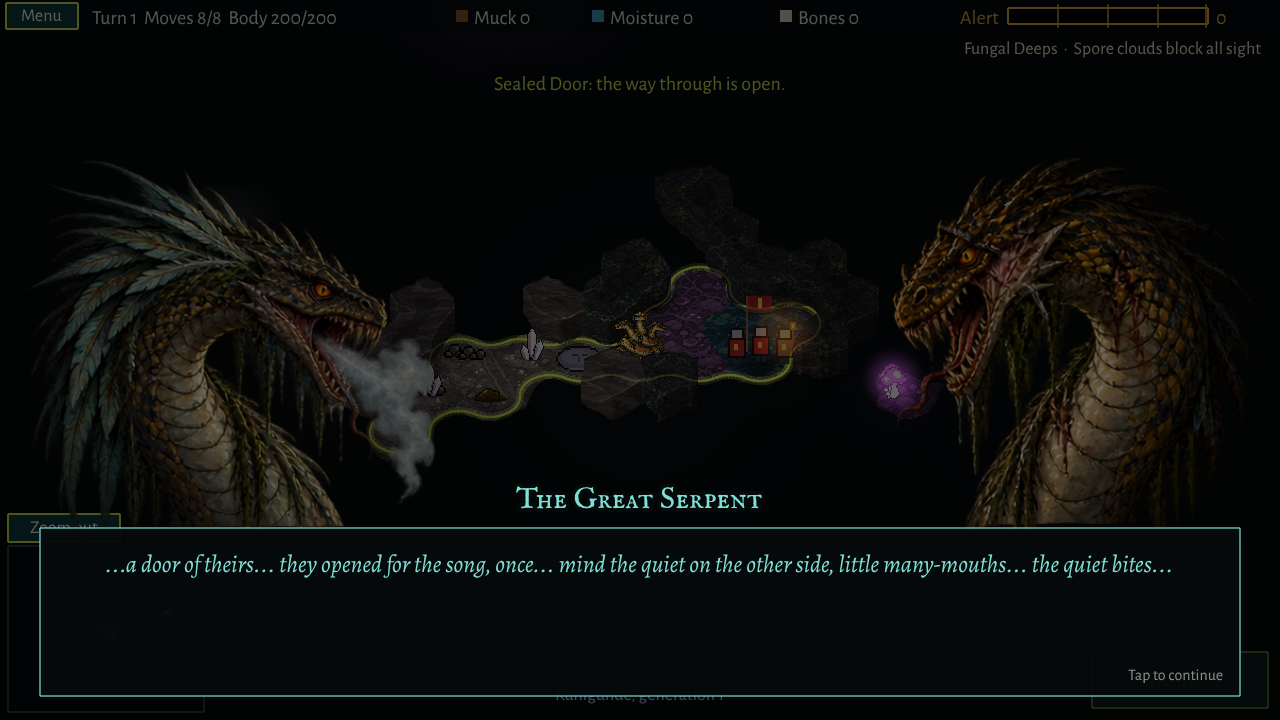 Menu
Turn 1 Moves 8/8 Body 200/200
Muck 0
Moisture 0
Bones 0
Alert
0
Fungal Deeps · Spore clouds block all sight
Sealed Door: the way through is open.
The Great Serpent
Zoom out
...a door of theirs... they opened for the song, once... mind the quiet on the other side, little many-mouths... the quiet bites...
Tap to continue